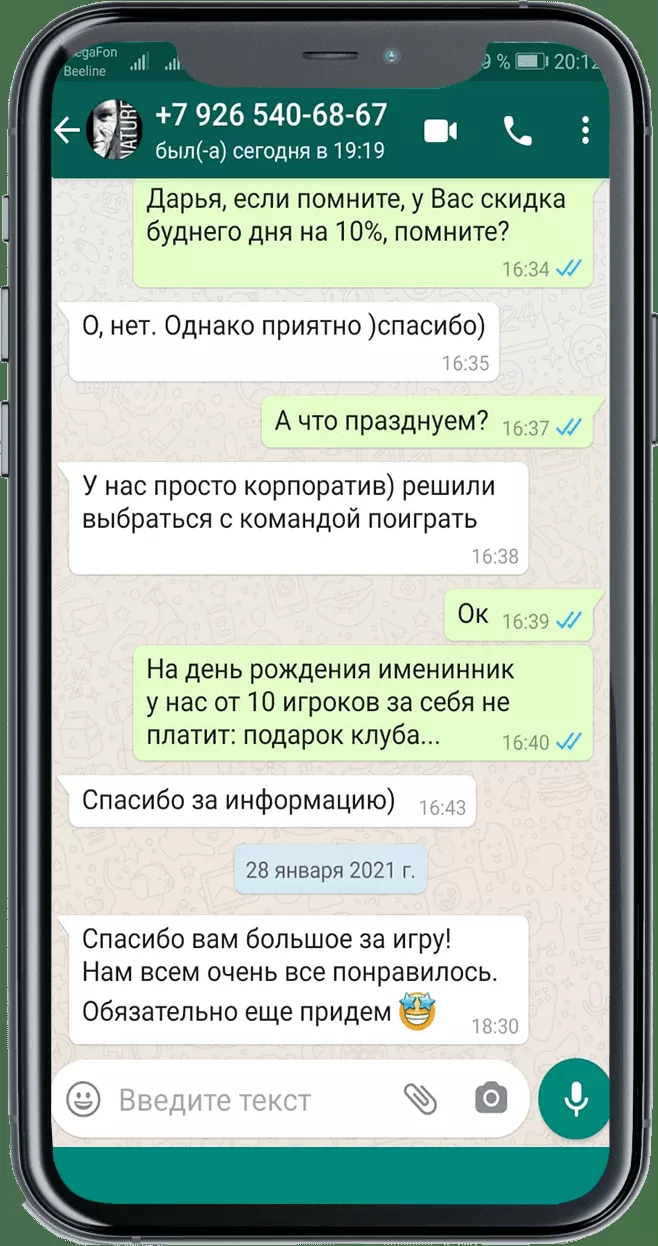 egaFon
Beeline
9 % 20:12
+7 926 540-68-67
был(-а) сегодня в 19:19
NATURE
Дарья, если помните, у Вас скидка
буднего дня на 10%, помните?
16:34
О, нет. Однако приятно )спасибо)
16:35
А что празднуем? 16:37
У нас просто корпоратив) решили
выбраться с командой поиграть
16:38
Ок 16:39
На день рождения именинник
у нас от 10 игроков за себя не
платит: подарок клуба... 16:40
Спасибо за информацию) 16:43
28 января 2021 г.
Спасибо вам большое за игру!
Нам всем очень все понравилось.
Обязательно еще придем 🤩
18:30
Введите текст